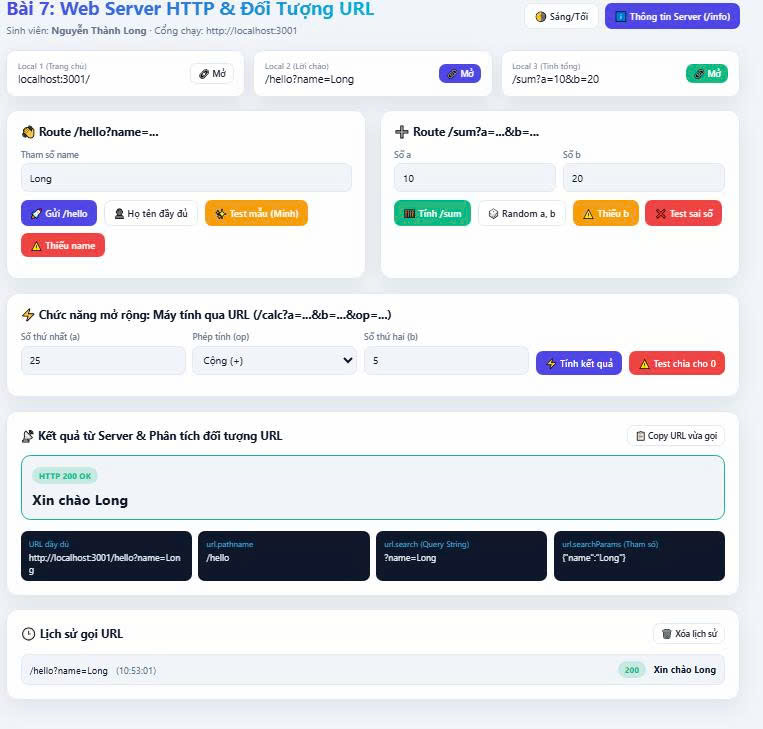 Bài 7: Web Server HTTP & Đối Tượng URL
Sinh viên: Nguyễn Thành Long · Cổng chạy: http://localhost:3001
Sáng/Tối
Thông tin Server (/info)
Local 1 (Trang chủ)
localhost:3001/
Mở
Local 2 (Lời chào)
/hello?name=Long
Mở
Local 3 (Tính tổng)
/sum?a=10&b=20
Mở
Route /hello?name=...
Tham số name
Long
Gửi /hello
Họ tên đầy đủ
Test mẫu (Minh)
Thiếu name
Route /sum?a=...&b=...
Số a
Số b
10
20
Tính /sum
Random a, b
Thiếu b
Test sai số
Chức năng mở rộng: Máy tính qua URL (/calc?a=...&b=...&op=...)
Số thứ nhất (a)
Phép tính (op)
Số thứ hai (b)
25
Cộng (+)
5
Tính kết quả
Test chia cho 0
Kết quả từ Server & Phân tích đối tượng URL
Copy URL vừa gọi
HTTP 200 OK
Xin chào Long
URL đầy đủ
http://localhost:3001/hello?name=Lon
g
url.pathname
/hello
url.search (Query String)
?name=Long
url.searchParams (Tham số)
{"name":"Long"}
Lịch sử gọi URL
Xóa lịch sử
/hello?name=Long (10:53:01)
200 Xin chào Long